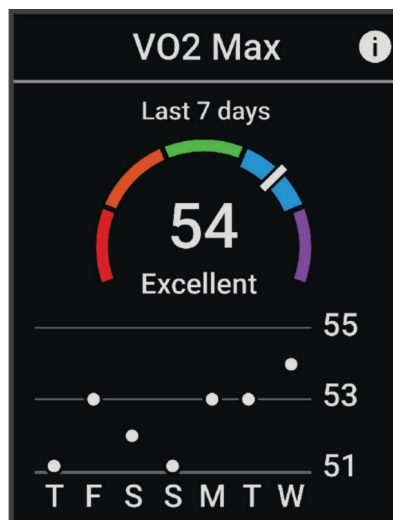 VO2 Max i
Last 7 days
54
Excellent
55
53
51
T F S S M T W